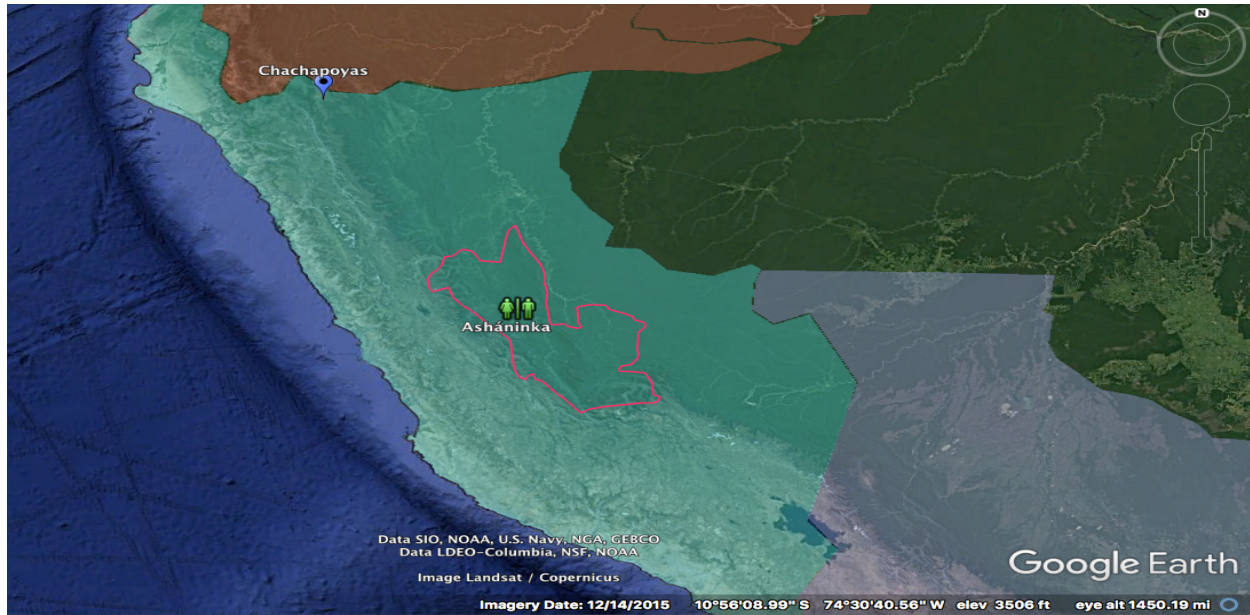 N
Chachapoyas
Asháninka
Data SIO, NOAA, U.S. Navy, NGA, GEBCO
Data LDEO-Columbia, NSF, NOAA
Image Landsat / Copernicus
Google Earth
Imagery Date: 12/14/2015 10°56'08.99" S 74°30'40.56" W elev 3506 ft eye alt 1450.19 mi